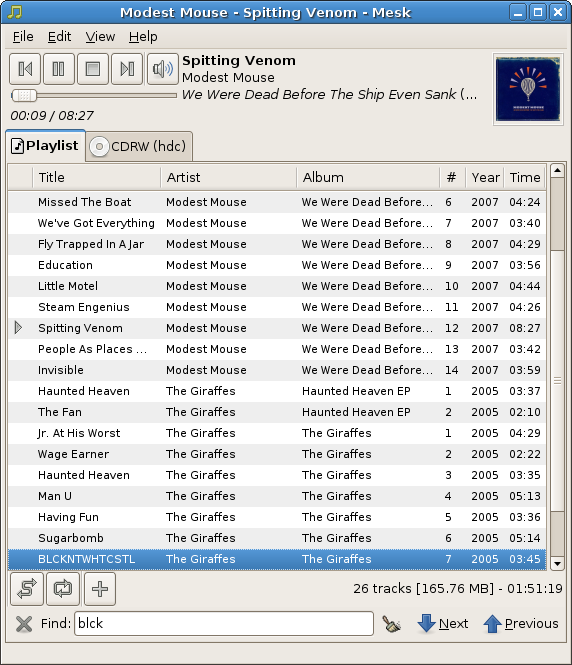 Modest Mouse - Spitting Venom - Mesk
File Edit View Help
Spitting Venom
Modest Mouse
We Were Dead Before The Ship Even Sank (...
00:09 / 08:27
MODEST MOUSE
Playlist CDRW (hdc)
Title Artist Album # Year Time
Missed The Boat Modest Mouse We Were Dead Before... 6 2007 04:24
We've Got Everything Modest Mouse We Were Dead Before... 7 2007 03:40
Fly Trapped In A Jar Modest Mouse We Were Dead Before... 8 2007 04:29
Education Modest Mouse We Were Dead Before... 9 2007 03:56
Little Motel Modest Mouse We Were Dead Before... 10 2007 04:44
Steam Engenius Modest Mouse We Were Dead Before... 11 2007 04:26
Spitting Venom Modest Mouse We Were Dead Before... 12 2007 08:27
People As Places ... Modest Mouse We Were Dead Before... 13 2007 03:42
Invisible Modest Mouse We Were Dead Before... 14 2007 03:59
Haunted Heaven The Giraffes Haunted Heaven EP 1 2005 03:37
The Fan The Giraffes Haunted Heaven EP 2 2005 02:10
Jr. At His Worst The Giraffes The Giraffes 1 2005 04:29
Wage Earner The Giraffes The Giraffes 2 2005 02:22
Haunted Heaven The Giraffes The Giraffes 3 2005 03:35
Man U The Giraffes The Giraffes 4 2005 05:13
Having Fun The Giraffes The Giraffes 5 2005 03:36
Sugarbomb The Giraffes The Giraffes 6 2005 05:14
BLCKNTWHTCSTL The Giraffes The Giraffes 7 2005 03:45
26 tracks [165.76 MB] - 01:51:19
Find: blck Next Previous